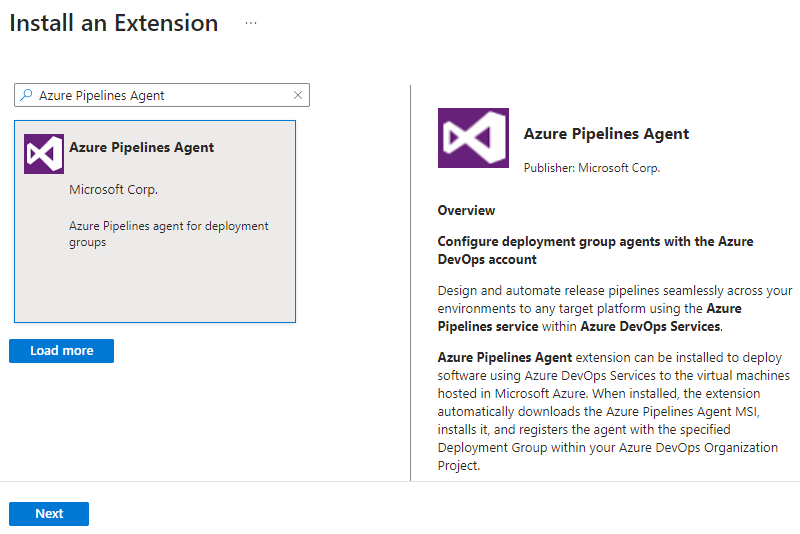 Install an Extension ...
Azure Pipelines Agent
Azure Pipelines Agent
Microsoft Corp.
Azure Pipelines agent for deployment
groups
Load more
Azure Pipelines Agent
Publisher: Microsoft Corp.
Overview
Configure deployment group agents with the Azure
DevOps account
Design and automate release pipelines seamlessly across your
environments to any target platform using the Azure
Pipelines service within Azure DevOps Services.
Azure Pipelines Agent extension can be installed to deploy
software using Azure DevOps Services to the virtual machines
hosted in Microsoft Azure. When installed, the extension
automatically downloads the Azure Pipelines Agent MSI,
installs it, and registers the agent with the specified
Deployment Group within your Azure DevOps Organization
Project.
Next